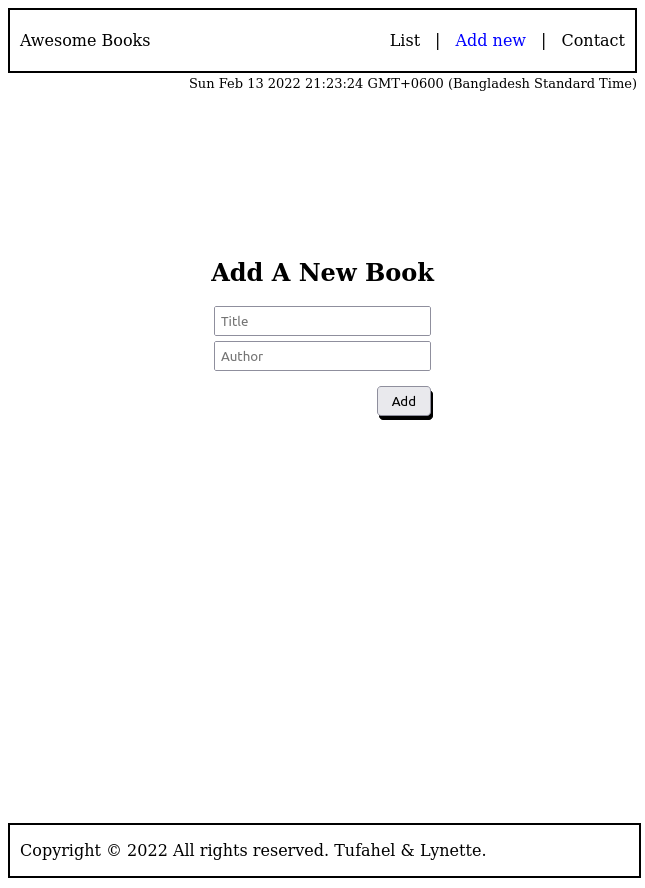 Awesome Books List | Add new | Contact
Sun Feb 13 2022 21:23:24 GMT+0600 (Bangladesh Standard Time)
Add A New Book
Title
Author
Add
Copyright © 2022 All rights reserved. Tufahel & Lynette.